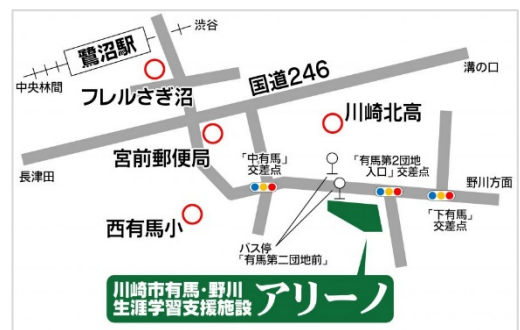 渋谷
鷺沼駅
中央林間
フレルさぎ沼
国道246
溝の口
川崎北高
宮前郵便局
長津田
「中有馬」
交差点
「有馬第2団地
入口」交差点
野川方面
西有馬小
バス停
「有馬第二団地前」
「下有馬」
交差点
川崎市有馬・野川
生涯学習支援施設
アリーノ